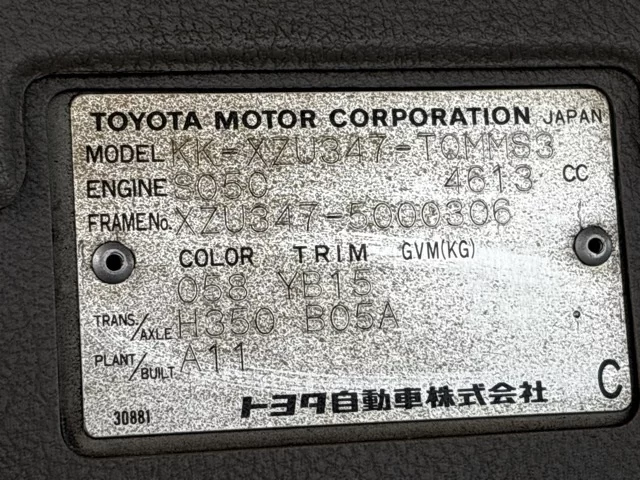 TOYOTA MOTOR CORPORATION JAPAN
MODEL KK-XZU347-TQMMS3
ENGINE S05C 4613 CC
FRAME No. XZU347-5000306
COLOR TRIM GVM(KG)
058 YB15
TRANS./AXLE H350 B05A
PLANT/BUILT A11
30881 トヨタ自動車株式会社 C